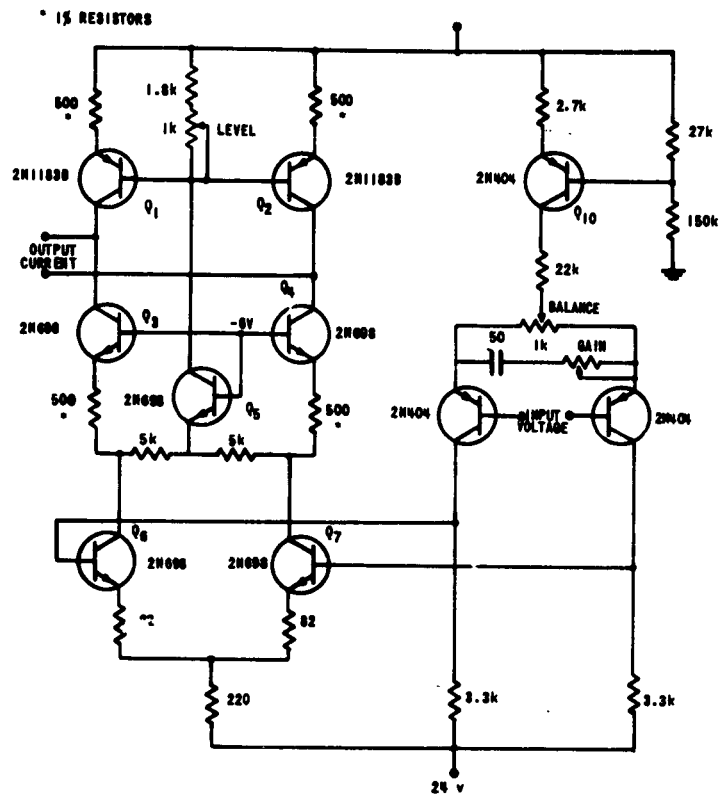 * 1% RESISTORS
500
*
1.8k
1k
LEVEL
500
*
2.7k
27k
2N1183B
Q1
Q2
2N1183B
2N404
Q10
150k
OUTPUT
CURRENT
22k
BALANCE
1k
2N698
Q3
Q4
-6V
2N698
50
GAIN
500
*
2N698
Q5
500
*
2N404
INPUT
VOLTAGE
2N404
5k
5k
Q6
2N698
Q7
2N698
82
220
3.3k
3.3k
24 v